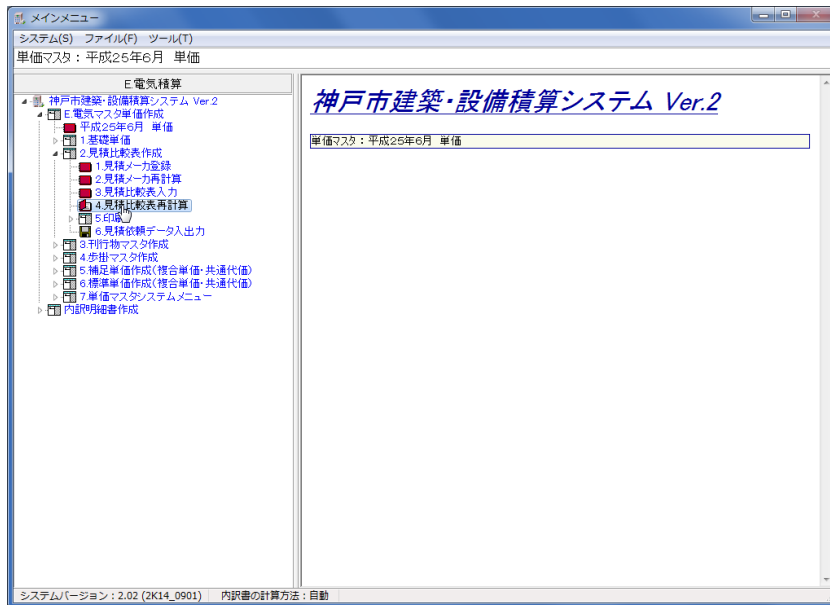 メインメニュー
システム(S) ファイル(F) ツール(T)
単価マスタ：平成25年6月 単価
E.電気積算
神戸市建築・設備積算システム Ver.2
E.電気マスタ単価作成
平成25年6月 単価
1.基礎単価
2.見積比較表作成
1.見積メーカ登録
2.見積メーカ再計算
3.見積比較表入力
4.見積比較表再計算
5.印刷
6.見積依頼データ入出力
3.刊行物マスタ作成
4.歩掛マスタ作成
5.補足単価作成(複合単価・共通代価)
6.標準単価作成(複合単価・共通代価)
7.単価マスタシステムメニュー
内訳明細書作成
神戸市建築・設備積算システム Ver.2
単価マスタ：平成25年6月 単価
システムバージョン：2.02 (2K14_0901) 内訳書の計算方法：自動